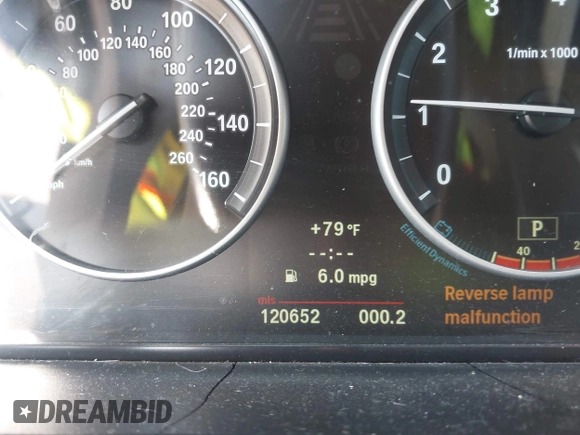 60
80
100
120
140
160
80
100
120
140
160
180
200
220
240
260
km/h
mph
0
1
2
3
4
1/min x 1000
P
+79 °F
--:--
6.0 mpg
EfficientDynamics
40
mls
120652 000.2
Reverse lamp
malfunction
DREAMBID